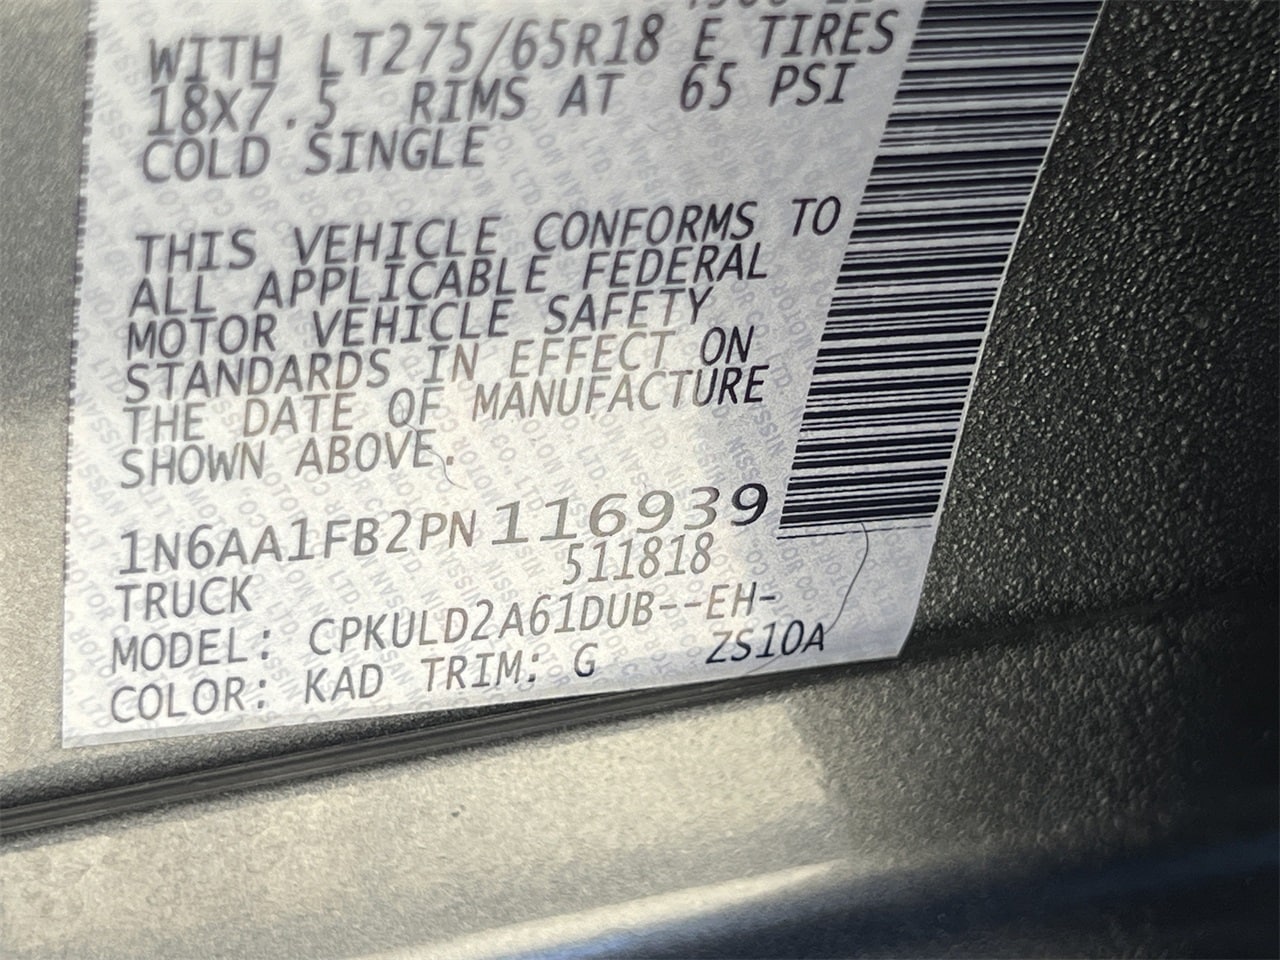 WITH LT275/65R18 E TIRES
18X7.5 RIMS AT 65 PSI
COLD SINGLE
THIS VEHICLE CONFORMS TO
ALL APPLICABLE FEDERAL
MOTOR VEHICLE SAFETY
STANDARDS IN EFFECT ON
THE DATE OF MANUFACTURE
SHOWN ABOVE.
1N6AA1FB2PN116939
511818
TRUCK
MODEL: CPKULD2A61DUB--EH-
ZS10A
COLOR: KAD TRIM: G